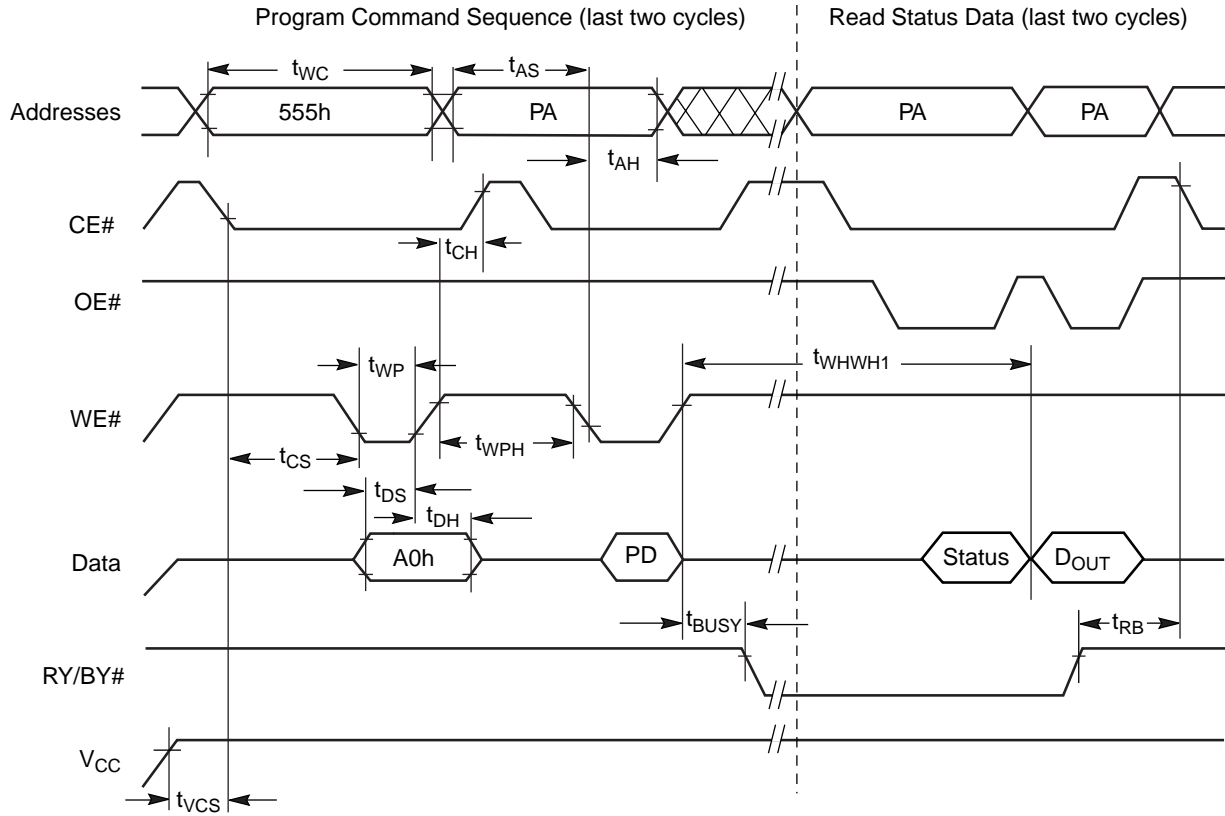 Program Command Sequence (last two cycles)
Read Status Data (last two cycles)
tWC
tAS
Addresses
555h
PA
PA
PA
tAH
CE#
tCH
OE#
tWP
tWHWH1
WE#
tWPH
tCS
tDS
tDH
Data
A0h
PD
Status
DOUT
tBUSY
tRB
RY/BY#
VCC
tVCS